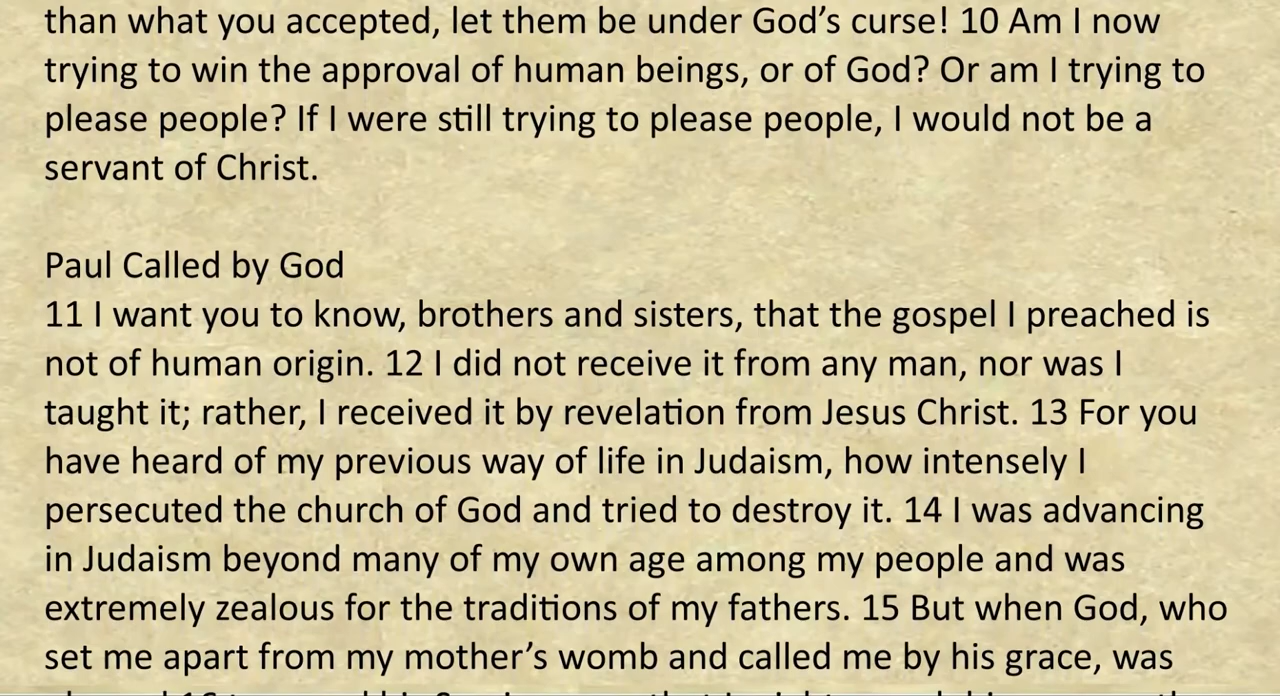 than what you accepted, let them be under God’s curse! 10 Am I now
trying to win the approval of human beings, or of God? Or am I trying to
please people? If I were still trying to please people, I would not be a
servant of Christ.
Paul Called by God
11 I want you to know, brothers and sisters, that the gospel I preached is
not of human origin. 12 I did not receive it from any man, nor was I
taught it; rather, I received it by revelation from Jesus Christ. 13 For you
have heard of my previous way of life in Judaism, how intensely I
persecuted the church of God and tried to destroy it. 14 I was advancing
in Judaism beyond many of my own age among my people and was
extremely zealous for the traditions of my fathers. 15 But when God, who
set me apart from my mother’s womb and called me by his grace, was